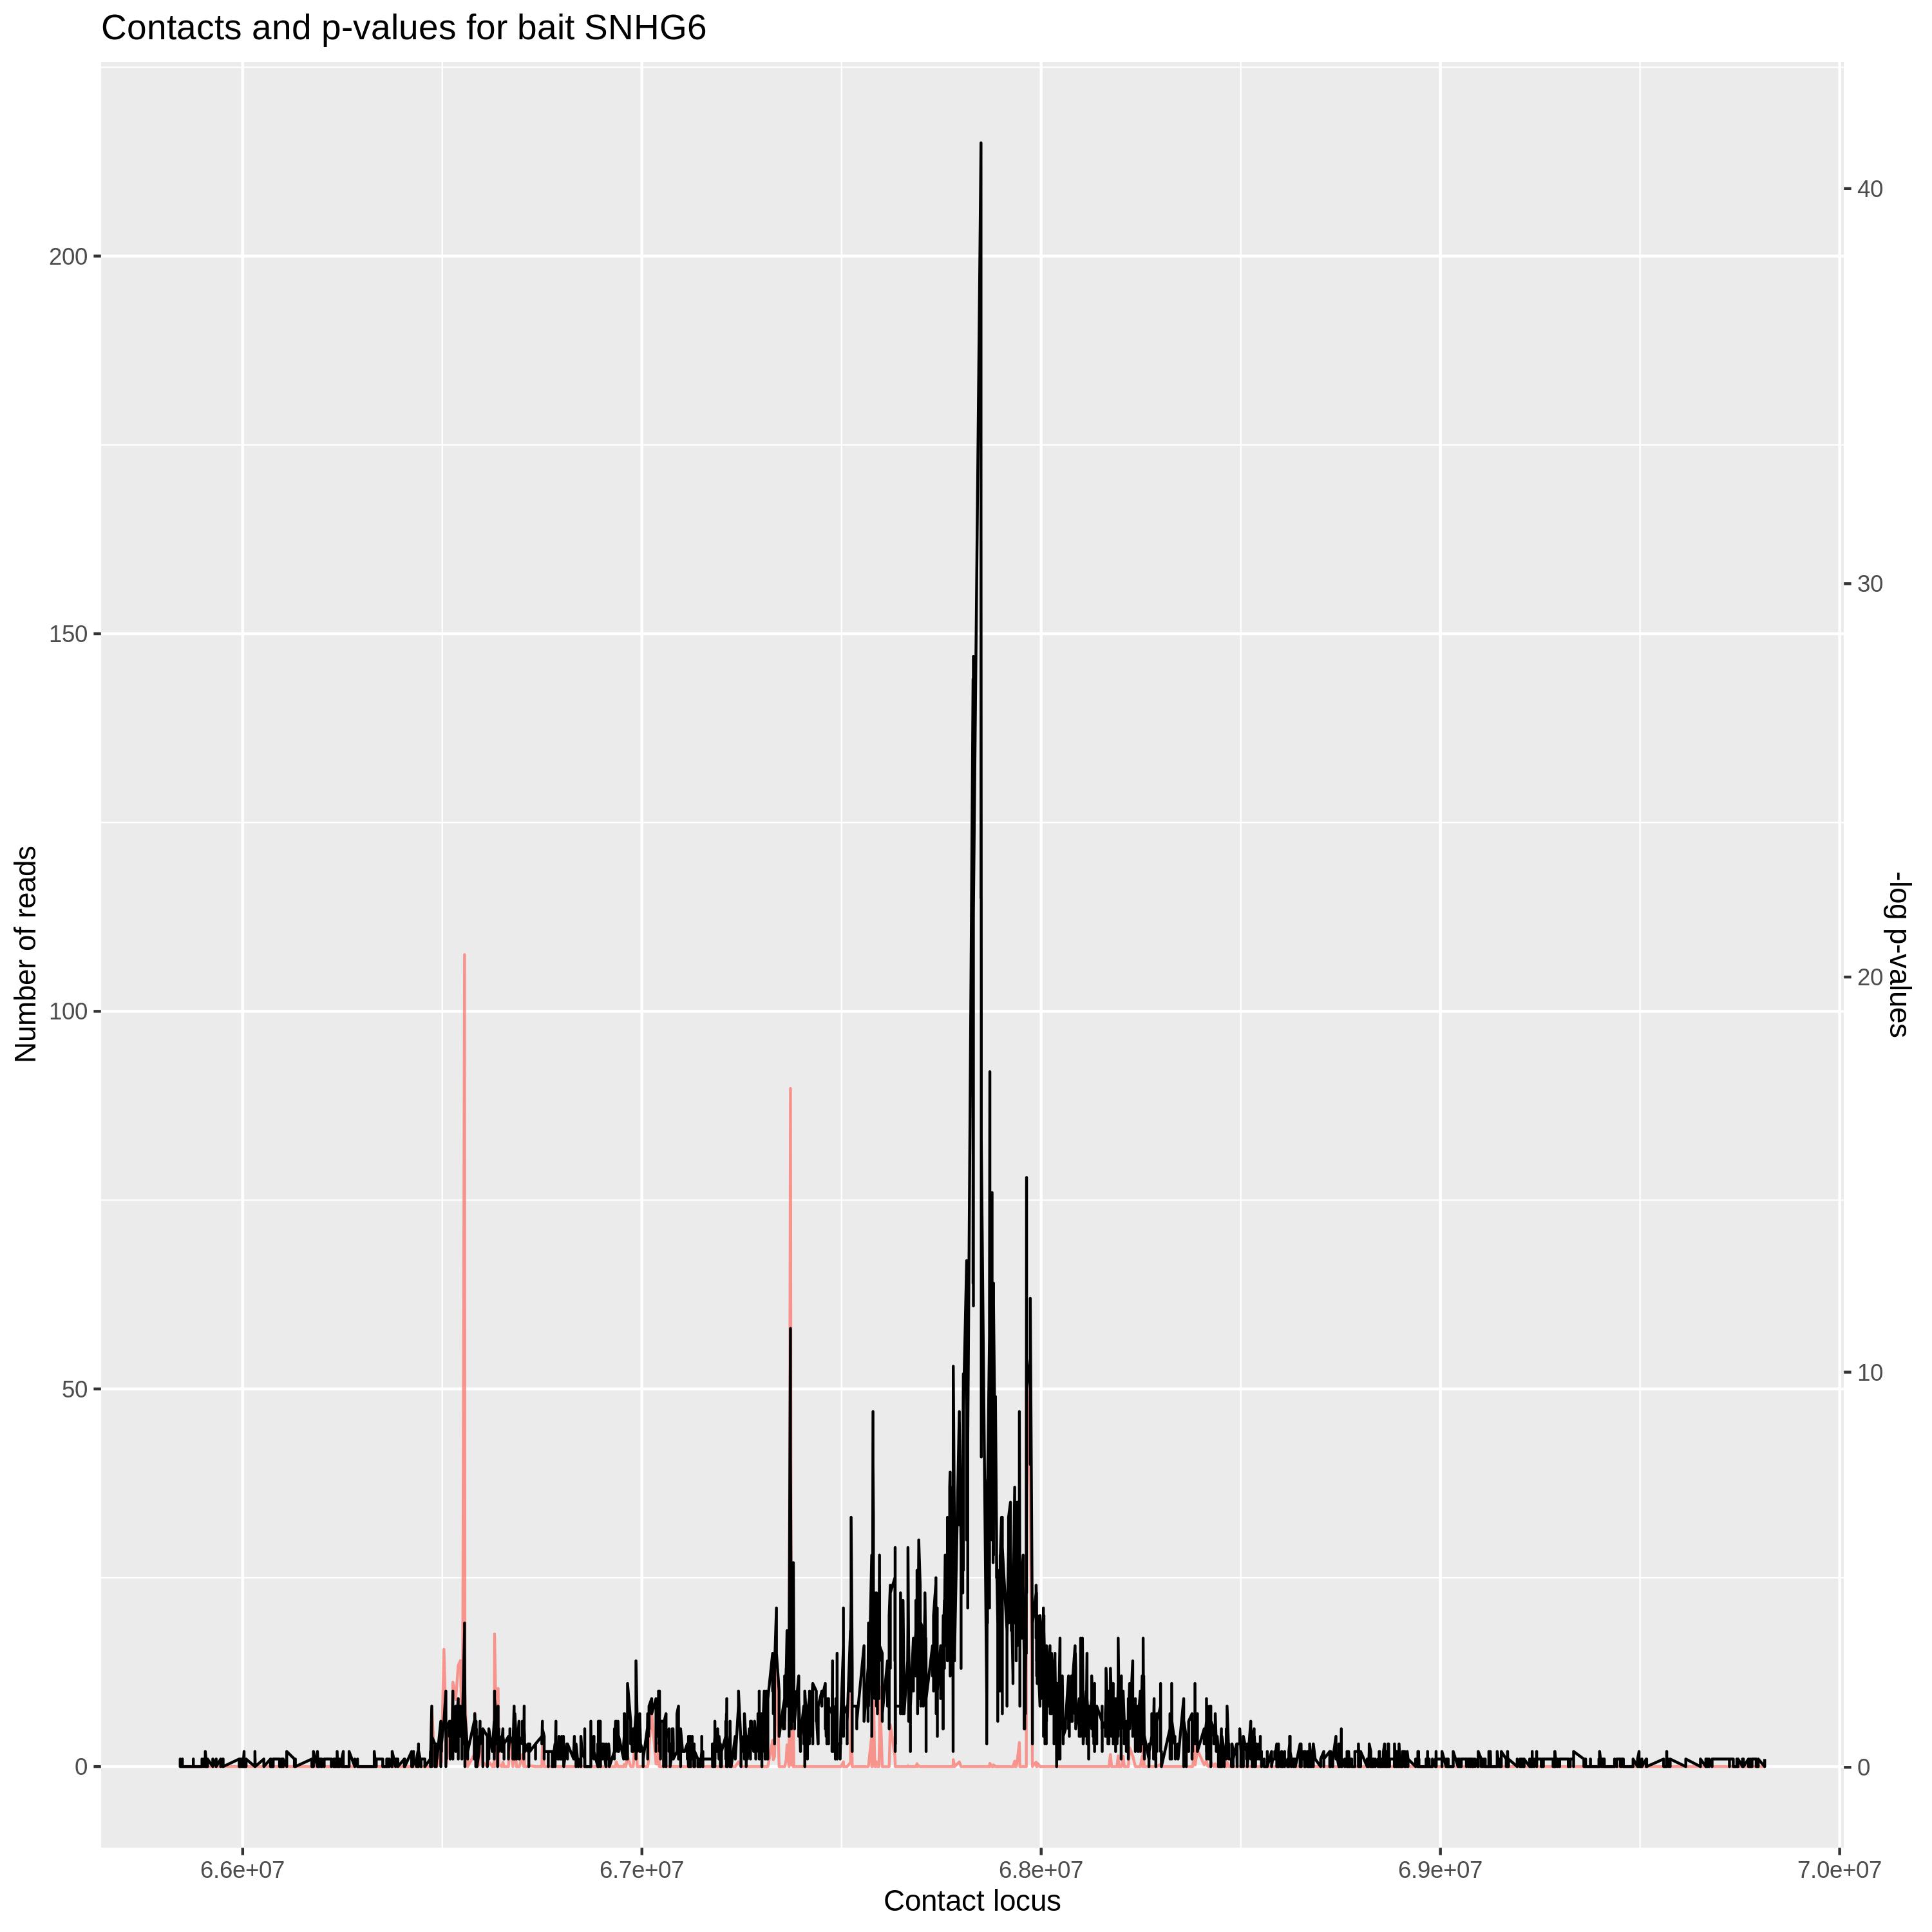 Contacts and p-values for bait SNHG6
200
150
100
50
0
Number of reads
40
30
20
10
0
-log p-values
6.6e+07
6.7e+07
6.8e+07
6.9e+07
7.0e+07
Contact locus